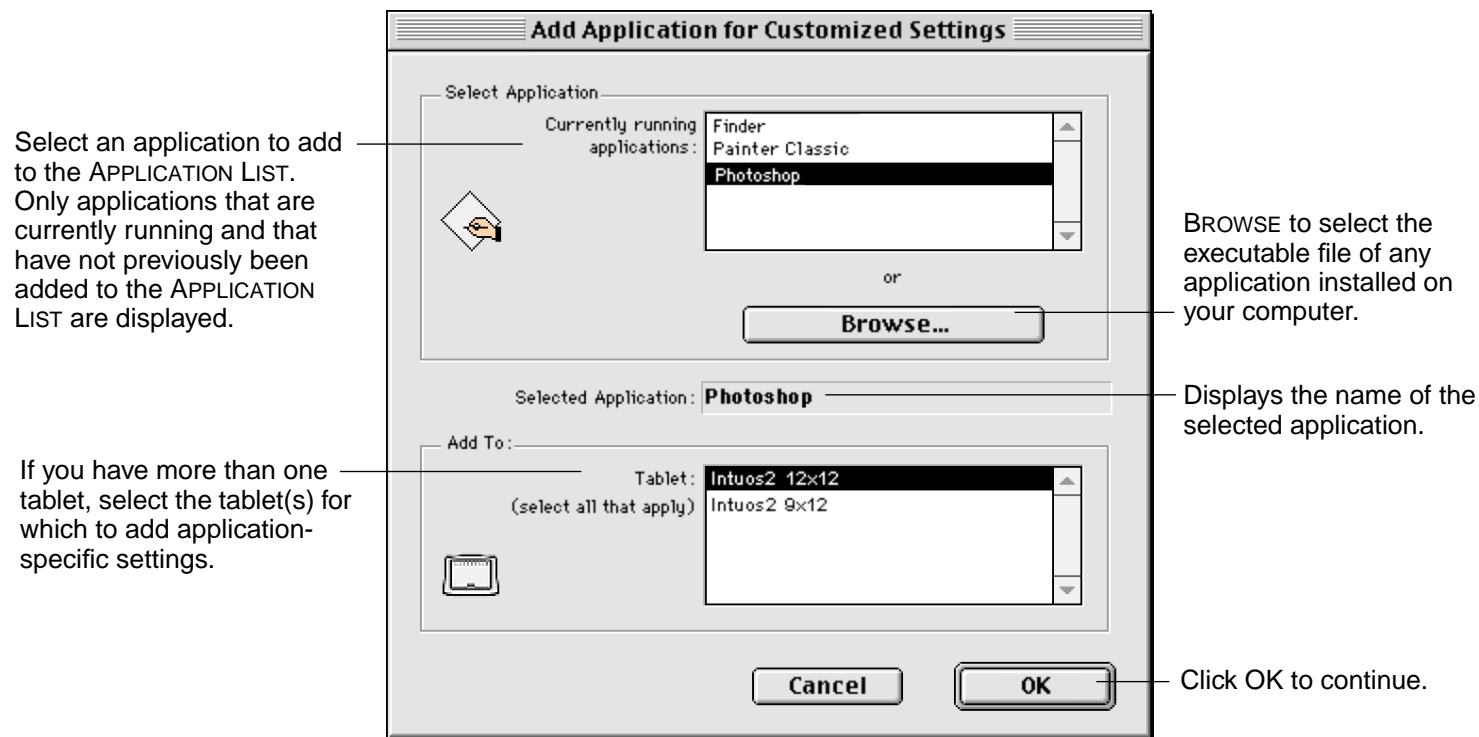 Add Application for Customized Settings
Select Application
Currently running
applications:
Finder
Painter Classic
Photoshop
or
Browse...
Selected Application: Photoshop
Add To:
Tablet:
(select all that apply)
Intuos2 12x12
Intuos2 9x12
Cancel
OK
Select an application to add
to the APPLICATION LIST.
Only applications that are
currently running and that
have not previously been
added to the APPLICATION
LIST are displayed.
If you have more than one
tablet, select the tablet(s) for
which to add application-
specific settings.
BROWSE to select the
executable file of any
application installed on
your computer.
Displays the name of the
selected application.
Click OK to continue.